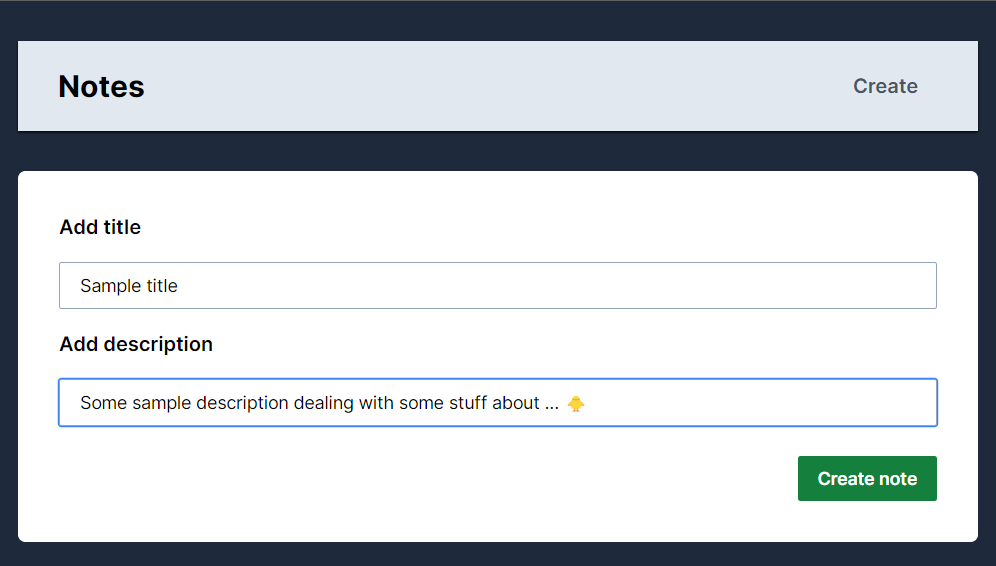 Notes
Create
Add title
Sample title
Add description
Some sample description dealing with some stuff about ... 🐥
Create note